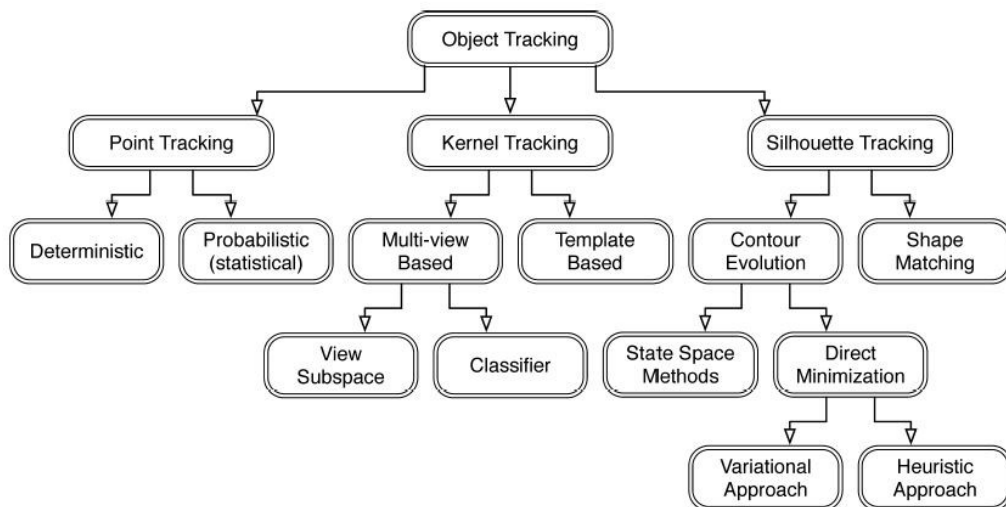 Object Tracking
Point Tracking
Kernel Tracking
Silhouette Tracking
Deterministic
Probabilistic
(statistical)
Multi-view
Based
Template
Based
Contour
Evolution
Shape
Matching
View
Subspace
Classifier
State Space
Methods
Direct
Minimization
Variational
Approach
Heuristic
Approach